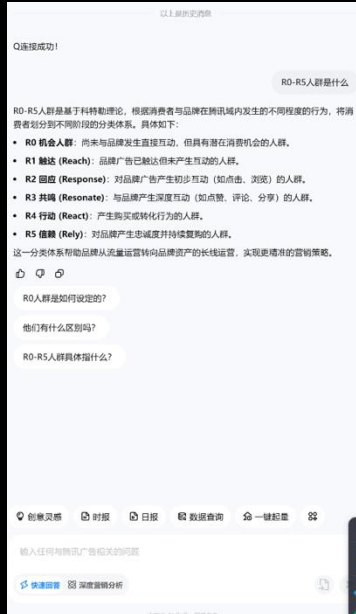 以上是历史消息
Q连接成功！
R0-R5人群是什么
R0-R5人群是基于科特勒理论，根据消费者与品牌在腾讯域内发生的不同程度的行为，将消
费者划分到不同阶段的分类体系。具体如下：
• R0 机会人群：尚未与品牌发生直接互动，但具有潜在消费机会的人群。
• R1 触达 (Reach)：品牌广告已触达但未产生互动的人群。
• R2 回应 (Response)：对品牌广告产生初步互动（如点击、浏览）的人群。
• R3 共鸣 (Resonate)：与品牌产生深度互动（如点赞、评论、分享）的人群。
• R4 行动 (React)：产生购买或转化行为的人群。
• R5 信赖 (Rely)：对品牌产生忠诚度并持续复购的人群。
这一分类体系帮助品牌从流量运营转向品牌资产的长线运营，实现更精准的营销策略。
R0人群是如何设定的?
他们有什么区别吗?
R0-R5人群具体指什么?
创意灵感 时报 日报 数据查询 一键起量
输入任何与腾讯广告相关的问题
快速回答 深度营销分析